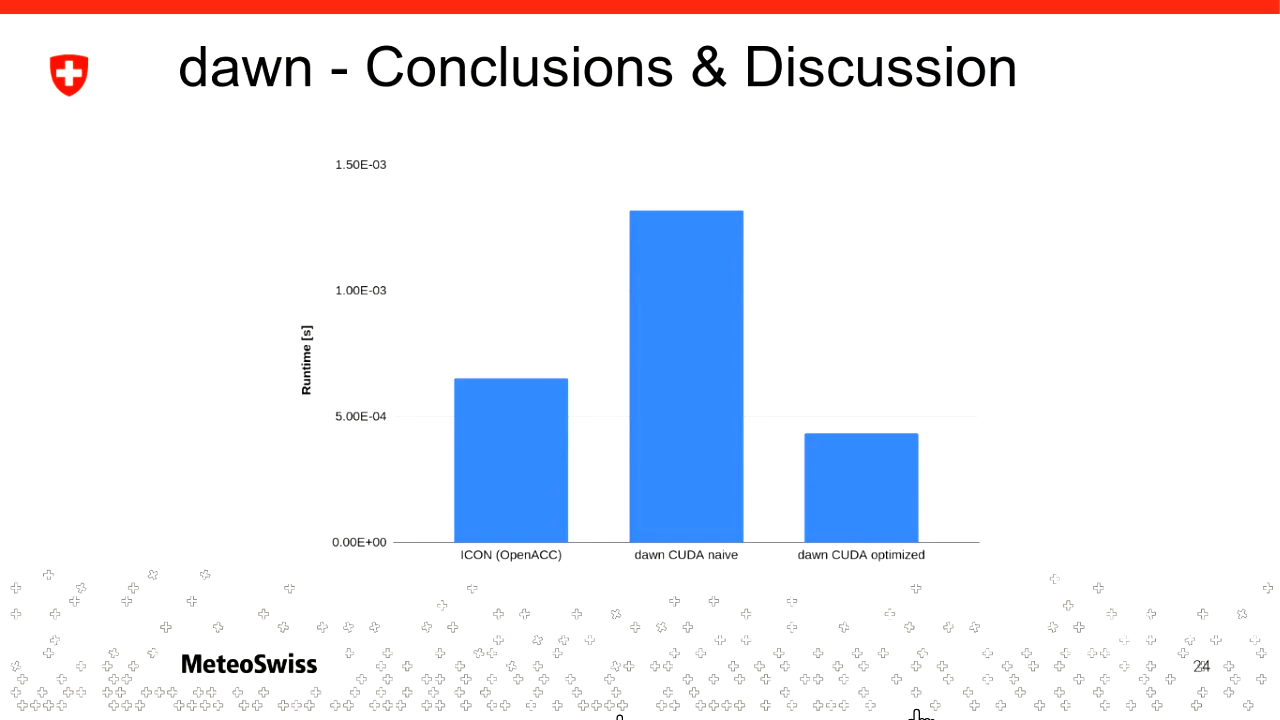 dawn - Conclusions & Discussion
1.50E-03
1.00E-03
5.00E-04
0.00E+00
Runtime [s]
ICON (OpenACC)
dawn CUDA naive
dawn CUDA optimized
MeteoSwiss